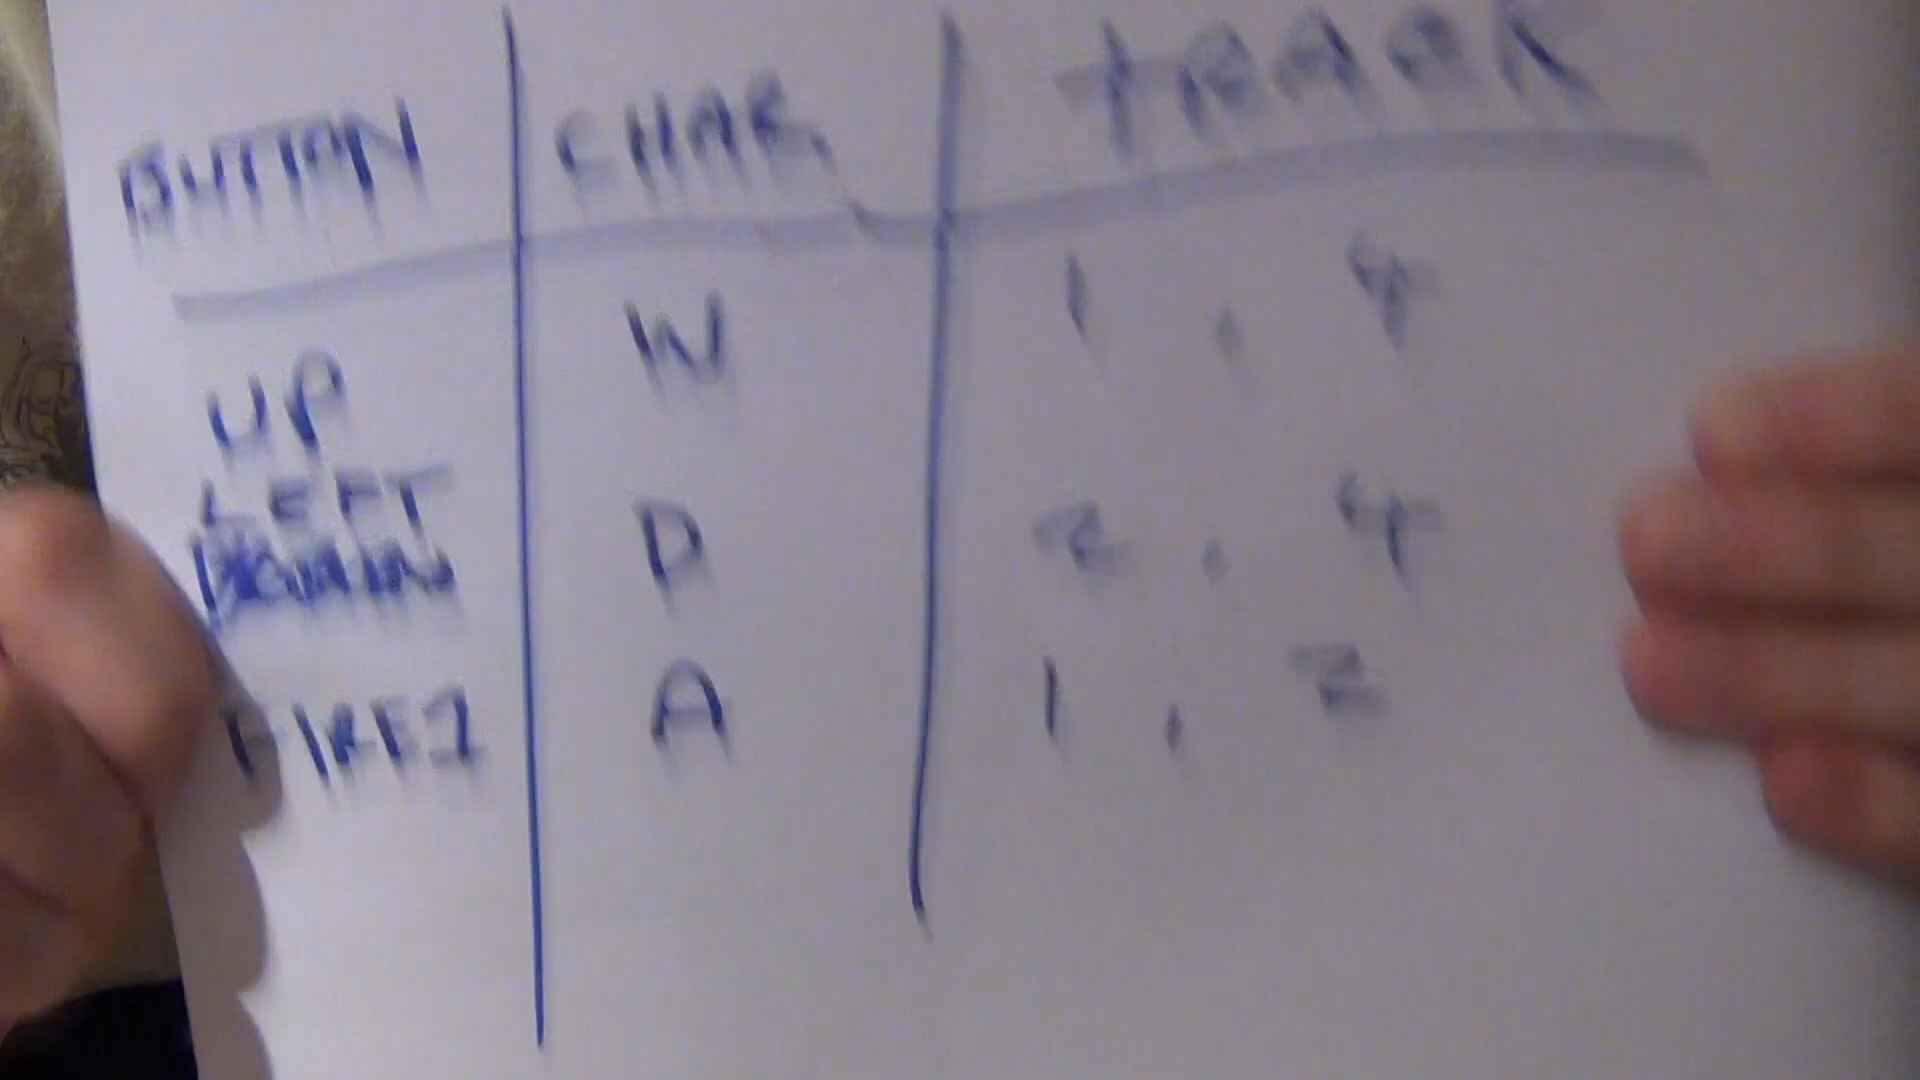 BUTTON CHAR TRACK
UP W 1, 4
LEFT D 2, 4
FIRE1 A 1, 2